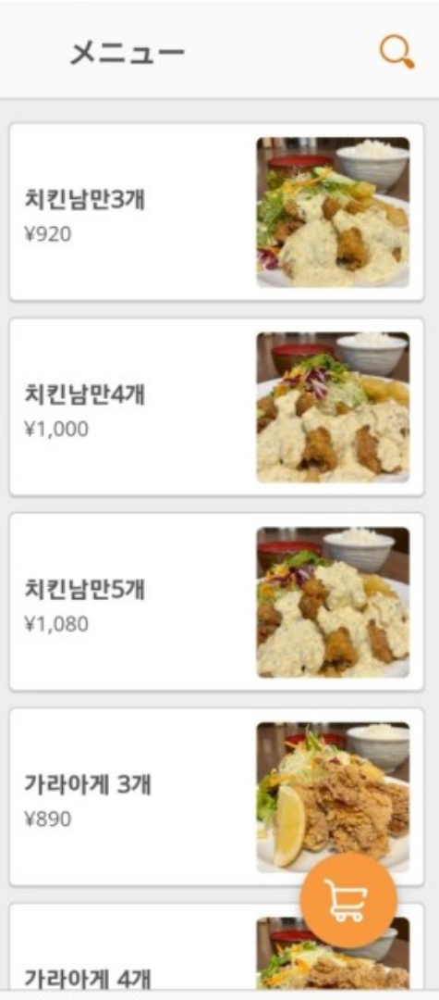 メニュー
치킨남만3개
¥920
치킨남만4개
¥1,000
치킨남만5개
¥1,080
가라아게 3개
¥890
가라아게 4개